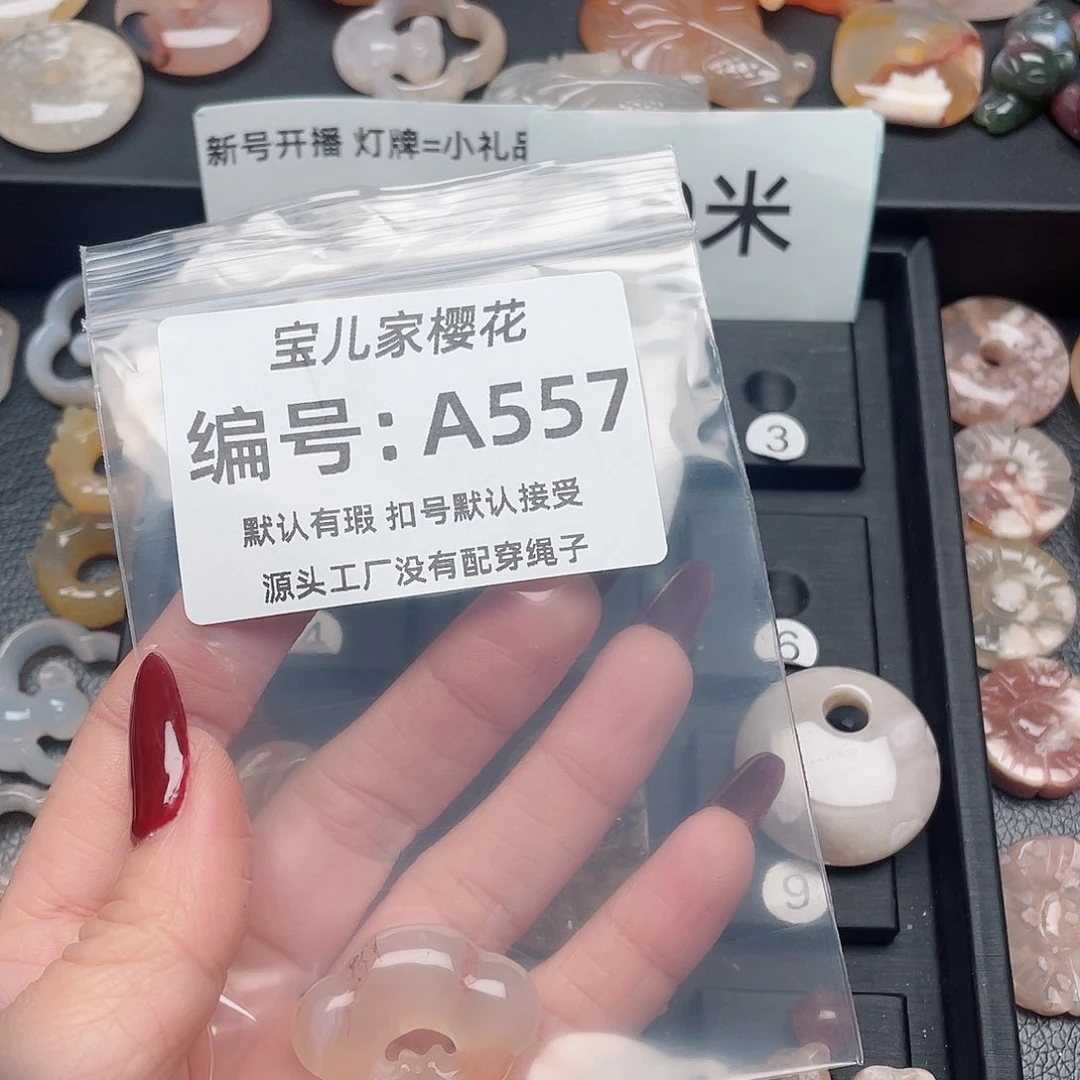 新号开播 灯牌=小礼品
米
宝儿家樱花
编号:A557
默认有瑕 扣号默认接受
源头工厂没有配穿绳子
3
6
9